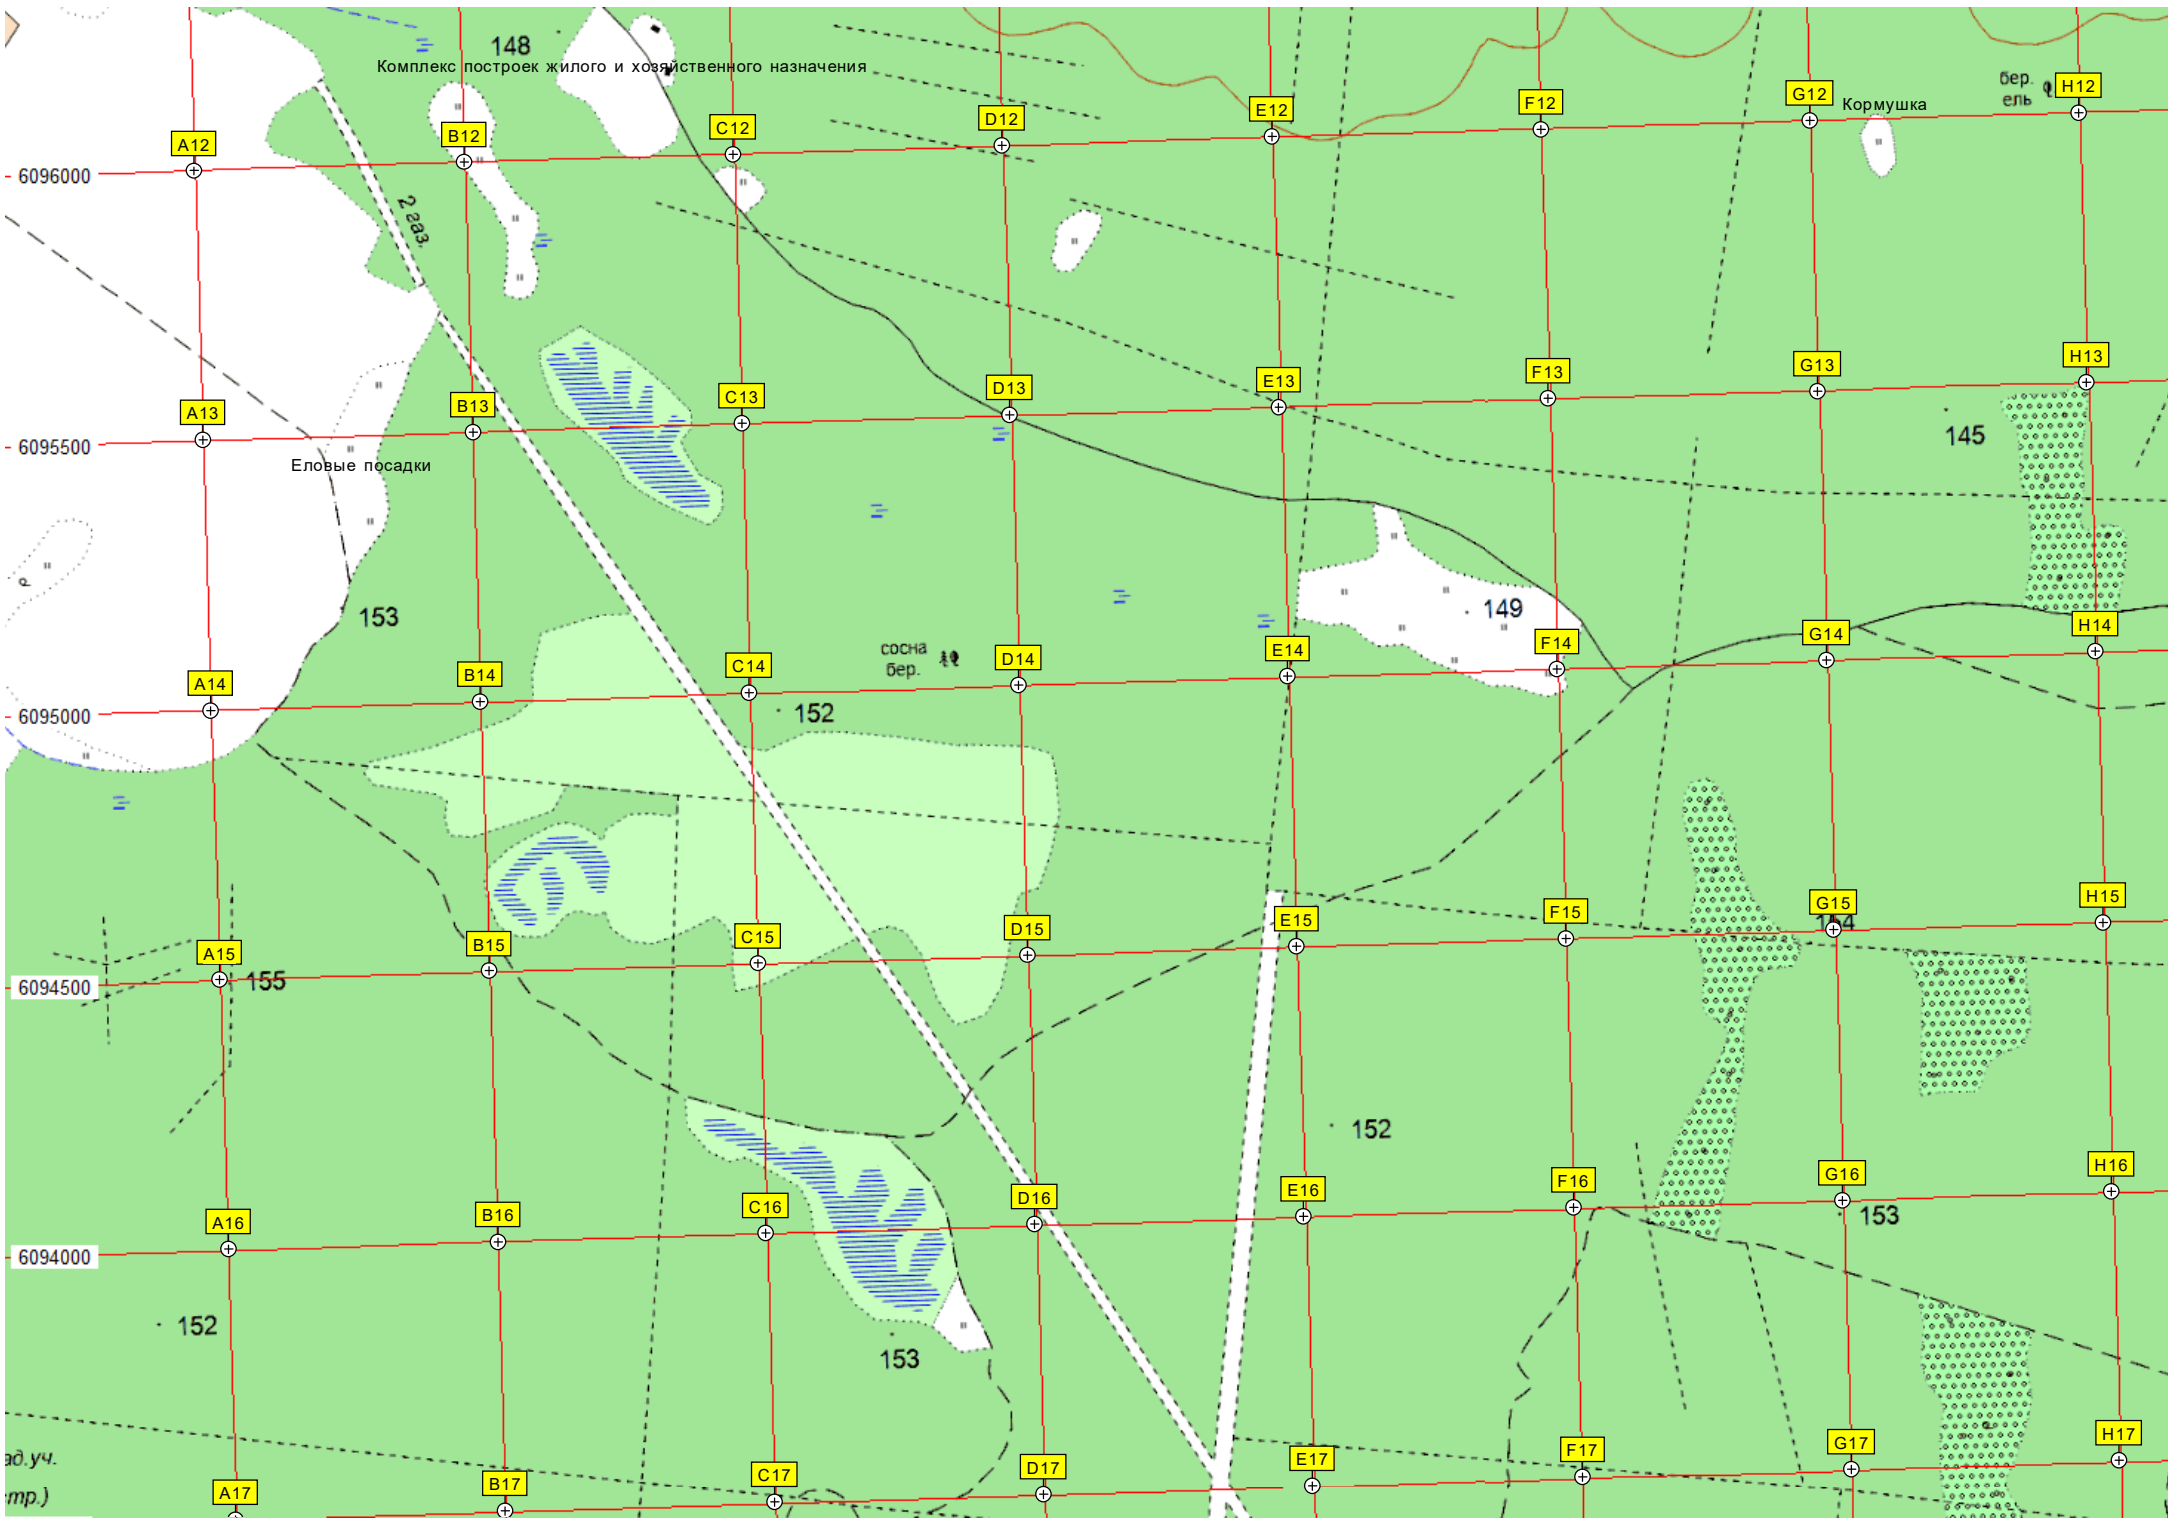 148
Комплекс построек жилого и хозяйственного назначения
бер.
ель
Кормушка
A12 B12 C12 D12 E12 F12 G12 H12
6096000
2 газ.
A13 B13 C13 D13 E13 F13 G13 H13
6095500
145
Еловые посадки
149
153
сосна
бер.
A14 B14 C14 D14 E14 F14 G14 H14
6095000
152
A15 B15 C15 D15 E15 F15 G15 H15
155
6094500
152
A16 B16 C16 D16 E16 F16 G16 H16
153
6094000
152
153
ад.уч.
стр.)
A17 B17 C17 D17 E17 F17 G17 H17